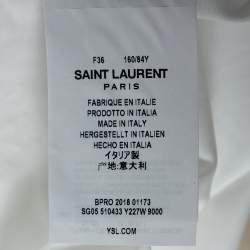 F36 160/84Y
SAINT LAURENT
PARIS
FABRIQUE EN ITALIE
PRODOTTO IN ITALIA
MADE IN ITALY
HERGESTELLT IN ITALIEN
HECHO EN ITALIA
イタリア製
产地:意大利
BPRO 2018 01173
SG05 510433 Y227W 9000
YSL.COM